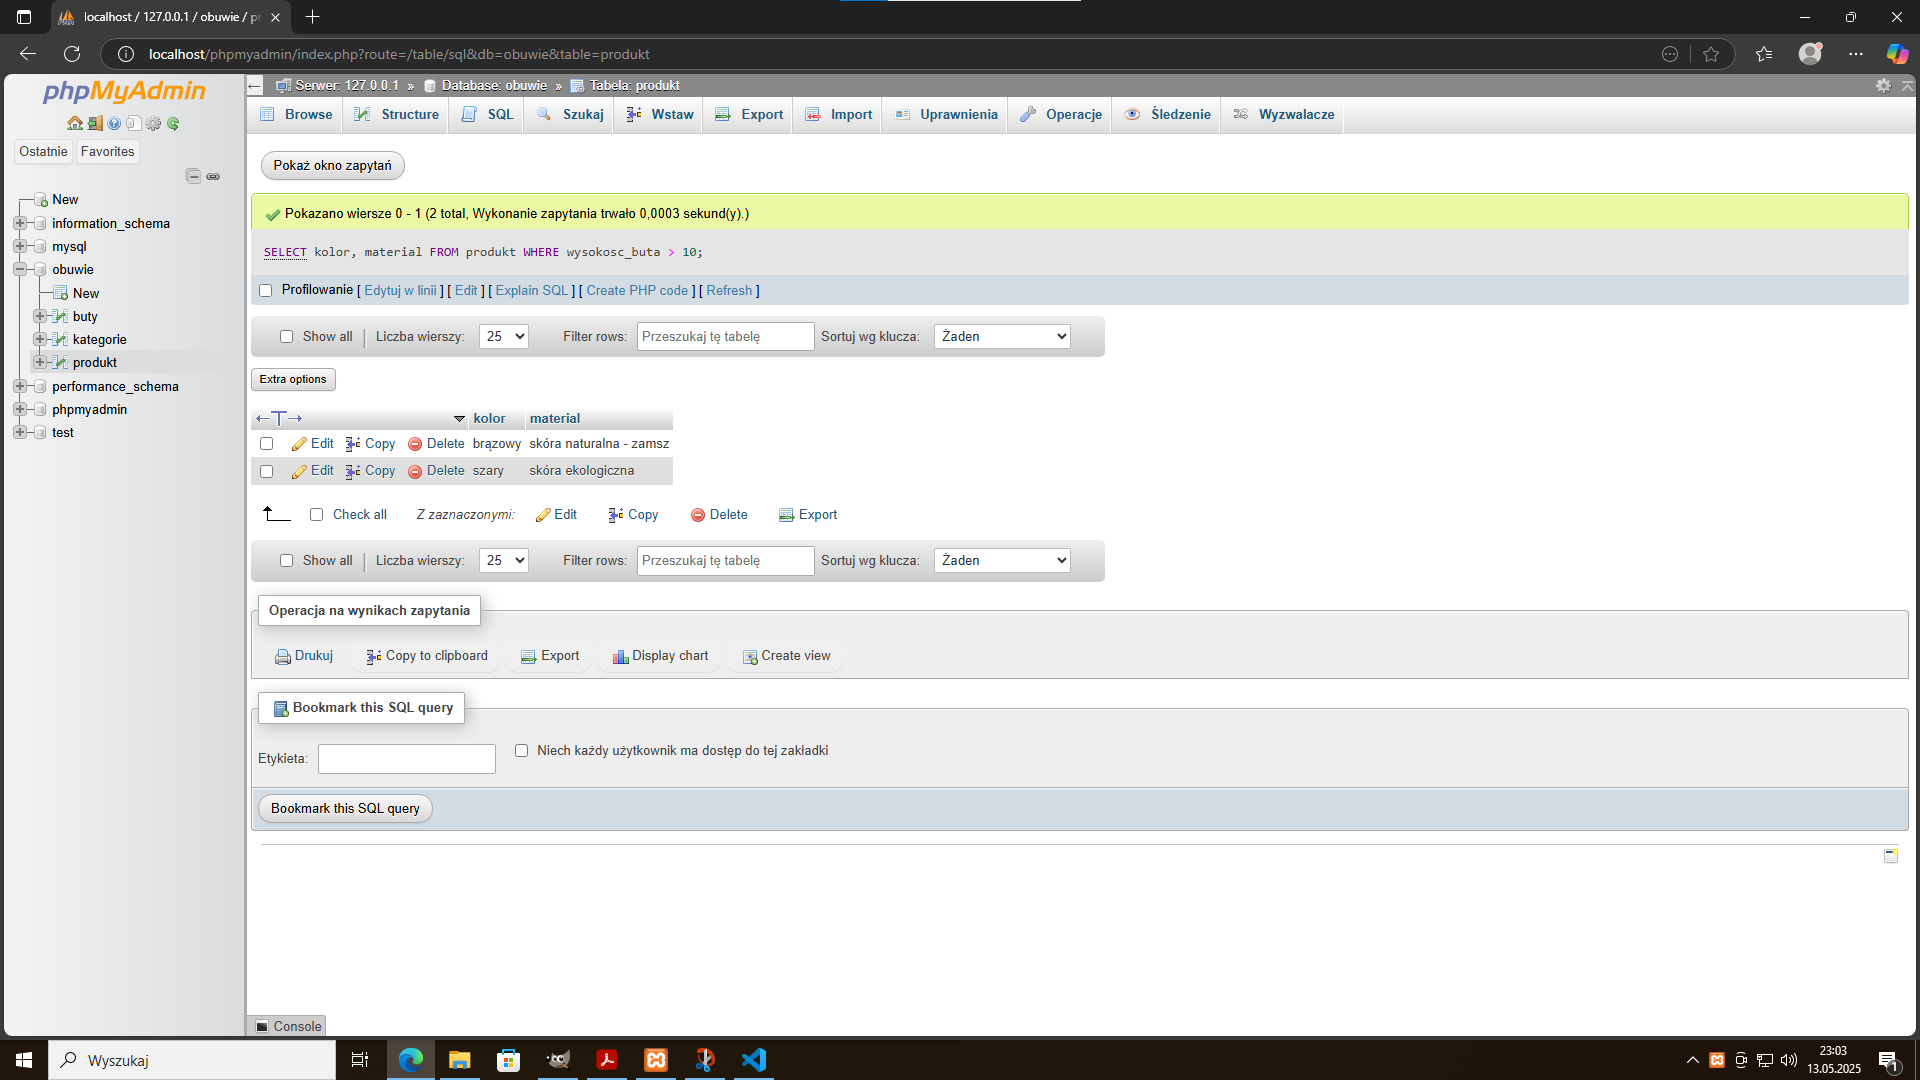 localhost / 127.0.0.1 / obuwie / pr
localhost/phpmyadmin/index.php?route=/table/sql&db=obuwie&table=produkt
phpMyAdmin
Ostatnie Favorites
New
information_schema
mysql
obuwie
New
buty
kategorie
produkt
performance_schema
phpmyadmin
test
Serwer: 127.0.0.1 » Database: obuwie » Tabela: produkt
Browse Structure SQL Szukaj Wstaw Export Import Uprawnienia Operacje Śledzenie Wyzwalacze
Pokaż okno zapytań
Pokazano wiersze 0 - 1 (2 total, Wykonanie zapytania trwało 0,0003 sekund(y).)
SELECT kolor, material FROM produkt WHERE wysokosc_buta > 10;
Profilowanie [ Edytuj w linii ] [ Edit ] [ Explain SQL ] [ Create PHP code ] [ Refresh ]
Show all Liczba wierszy: 25 Filter rows: Przeszukaj tę tabelę Sortuj wg klucza: Żaden
Extra options
kolor material
Edit Copy Delete brązowy skóra naturalna - zamsz
Edit Copy Delete szary skóra ekologiczna
Check all Z zaznaczonymi: Edit Copy Delete Export
Show all Liczba wierszy: 25 Filter rows: Przeszukaj tę tabelę Sortuj wg klucza: Żaden
Operacja na wynikach zapytania
Drukuj Copy to clipboard Export Display chart Create view
Bookmark this SQL query
Etykieta: Niech każdy użytkownik ma dostęp do tej zakładki
Bookmark this SQL query
Console
Wyszukaj
23:03
13.05.2025
1